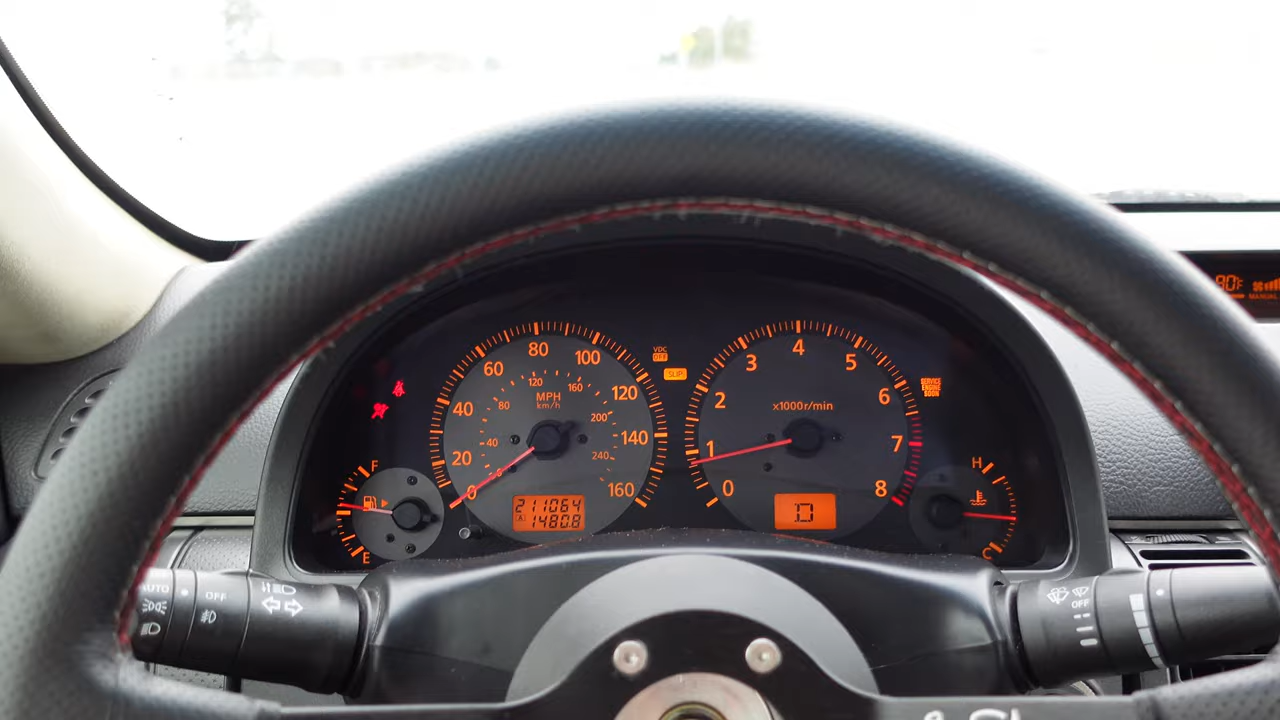 80°F
MANUAL
VDC
OFF
SLIP
SERVICE
ENGINE
SOON
0
20
40
60
80
100
120
140
160
MPH
km/h
40
80
120
160
200
240
211064
A 1480.8
0
1
2
3
4
5
6
7
8
x1000r/min
D
F
E
H
C
AUTO
OFF
OFF